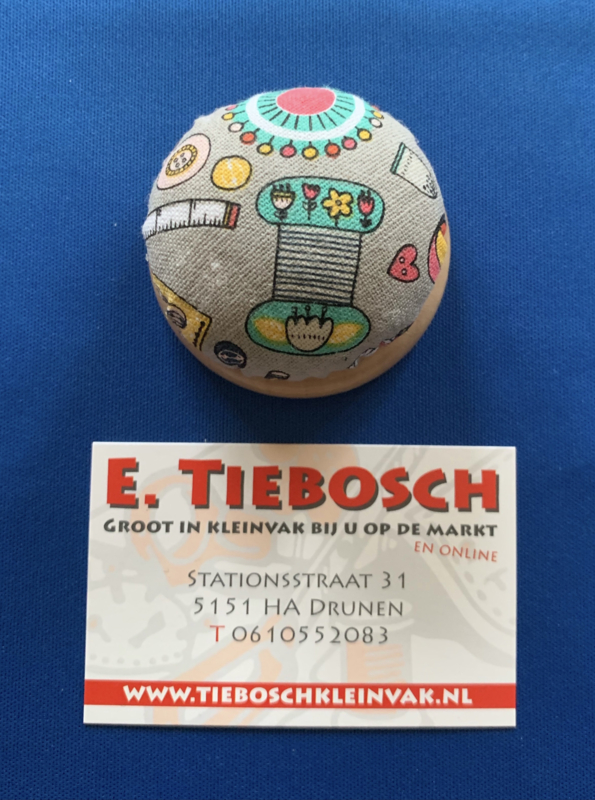 E. TIEBOSCH
GROOT IN KLEINVAK BIJ U OP DE MARKT
EN ONLINE
STATIONSSTRAAT 31
5151 HA DRUNEN
T 0610552083
WWW.TIEBOSCHKLEINVAK.NL